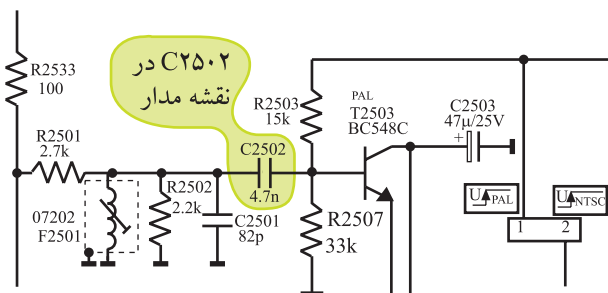 C۲۵۰۲ در
نقشه مدار
R2533
100
R2501
2.7k
07202
F2501
R2502
2.2k
C2501
82p
C2502
4.7n
R2503
15k
PAL
T2503
BC548C
C2503
47µ/25V
+
R2507
33k
U PAL
U NTSC
1 2